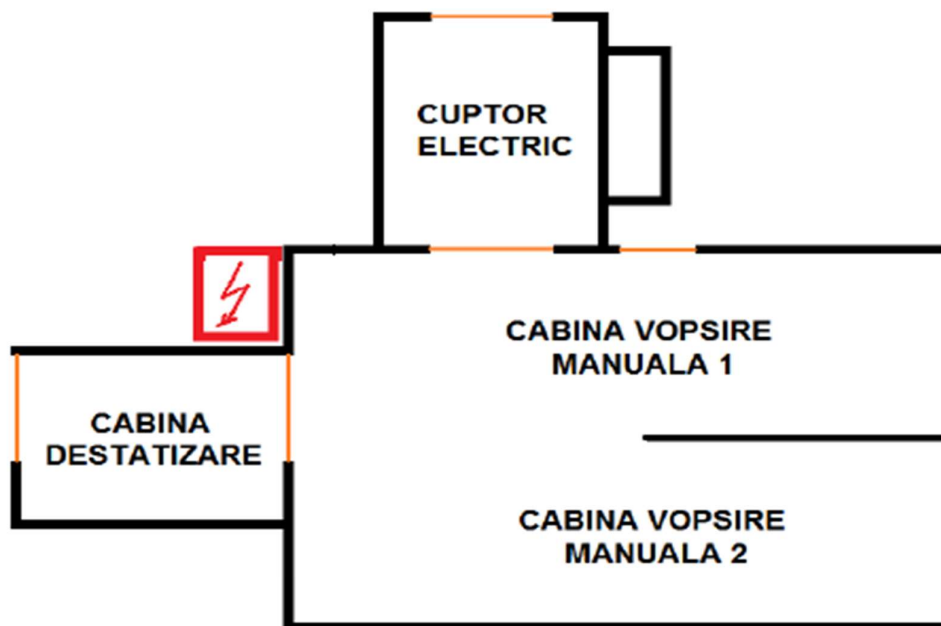 CUPTOR
ELECTRIC
CABINA VOPSIRE
MANUALA 1
CABINA
DESTATIZARE
CABINA VOPSIRE
MANUALA 2